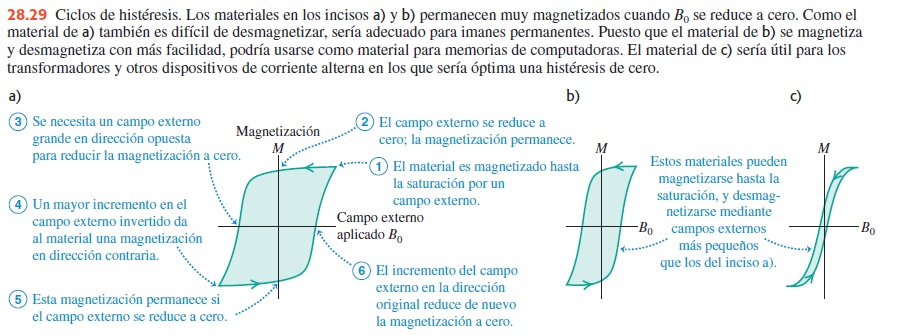 28.29 Ciclos de histéresis. Los materiales en los incisos a) y b) permanecen muy magnetizados cuando B₀ se reduce a cero. Como el
material de a) también es difícil de desmagnetizar, sería adecuado para imanes permanentes. Puesto que el material de b) se magnetiza
y desmagnetiza con más facilidad, podría usarse como material para memorias de computadoras. El material de c) sería útil para los
transformadores y otros dispositivos de corriente alterna en los que sería óptima una histéresis de cero.
a)
3 Se necesita un campo externo
grande en dirección opuesta
para reducir la magnetización a cero.
Magnetización
M
2 El campo externo se reduce a
cero; la magnetización permanece.
1 El material es magnetizado hasta
la saturación por un
campo externo.
4 Un mayor incremento en el
campo externo invertido da
al material una magnetización
en dirección contraria.
Campo externo
aplicado B₀
5 Esta magnetización permanece si
el campo externo se reduce a cero.
6 El incremento del campo
externo en la dirección
original reduce de nuevo
la magnetización a cero.
b)
M
B₀
Estos materiales pueden
magnetizarse hasta la
saturación, y desmag-
netizarse mediante
campos externos
más pequeños
que los del inciso a).
c)
M
B₀